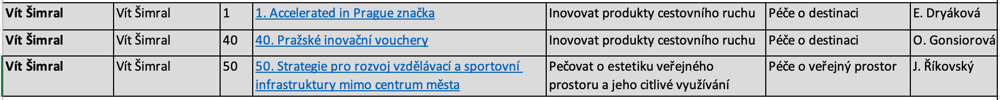 Vít Šimral Vít Šimral 1 1. Accelerated in Prague značka Inovovat produkty cestovního ruchu Péče o destinaci E. Dryáková
Vít Šimral Vít Šimral 40 40. Pražské inovační vouchery Inovovat produkty cestovního ruchu Péče o destinaci O. Gonsiorová
Vít Šimral Vít Šimral 50 50. Strategie pro rozvoj vzdělávací a sportovní Pečovat o estetiku veřejného Péče o veřejný prostor J. Říkovský
infrastruktury mimo centrum města prostoru a jeho citlivé využívání